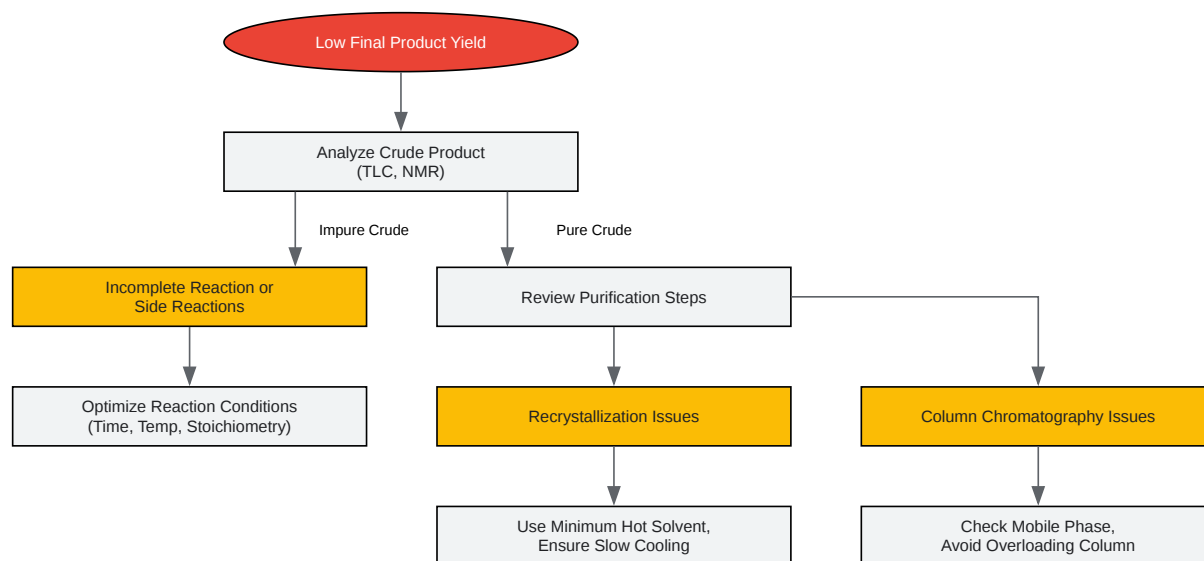 Low Final Product Yield
Analyze Crude Product
(TLC, NMR)
Impure Crude
Pure Crude
Incomplete Reaction or
Side Reactions
Review Purification Steps
Optimize Reaction Conditions
(Time, Temp, Stoichiometry)
Recrystallization Issues
Column Chromatography Issues
Use Minimum Hot Solvent,
Ensure Slow Cooling
Check Mobile Phase,
Avoid Overloading Column